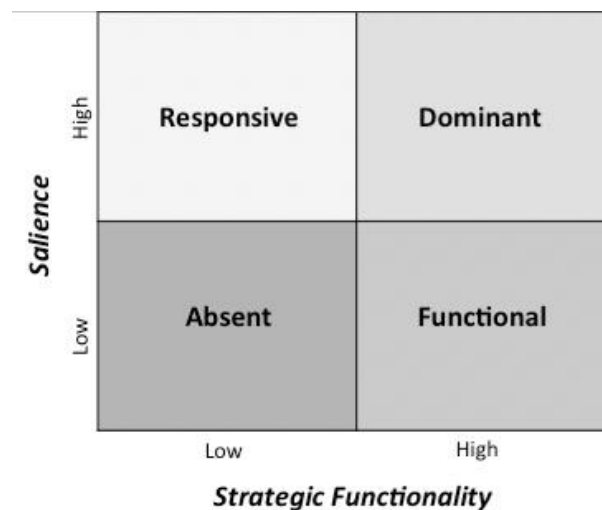 High
Responsive
Dominant
Salience
Low
Absent
Functional
Low
High
Strategic Functionality